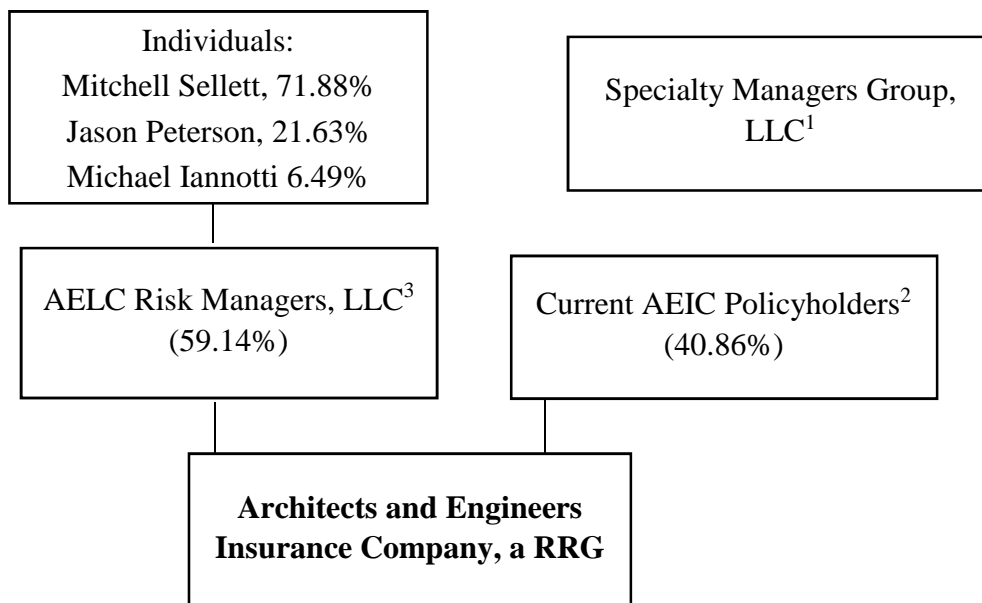 Individuals:
Mitchell Sellett, 71.88%
Jason Peterson, 21.63%
Michael Iannotti 6.49%
Specialty Managers Group,
LLC1
AELC Risk Managers, LLC3
(59.14%)
Current AEIC Policyholders2
(40.86%)
Architects and Engineers
Insurance Company, a RRG